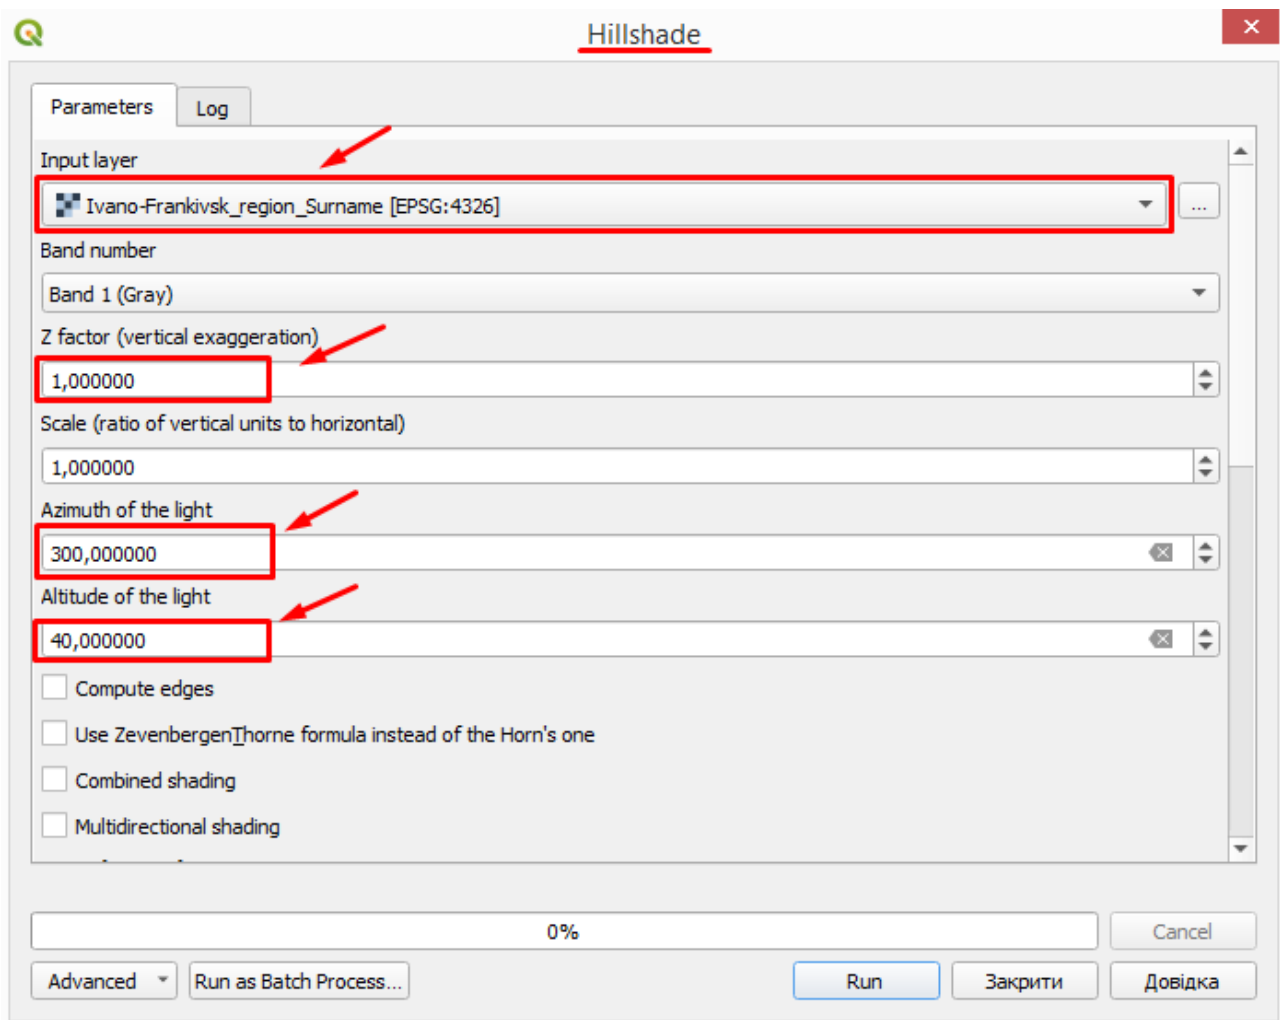 Hillshade
Parameters
Log
Input layer
Ivano-Frankivsk_region_Surname [EPSG:4326]
...
Band number
Band 1 (Gray)
Z factor (vertical exaggeration)
1,000000
Scale (ratio of vertical units to horizontal)
1,000000
Azimuth of the light
300,000000
Altitude of the light
40,000000
Compute edges
Use ZevenbergenThorne formula instead of the Horn's one
Combined shading
Multidirectional shading
0%
Cancel
Advanced
Run as Batch Process...
Run
Закрити
Довідка